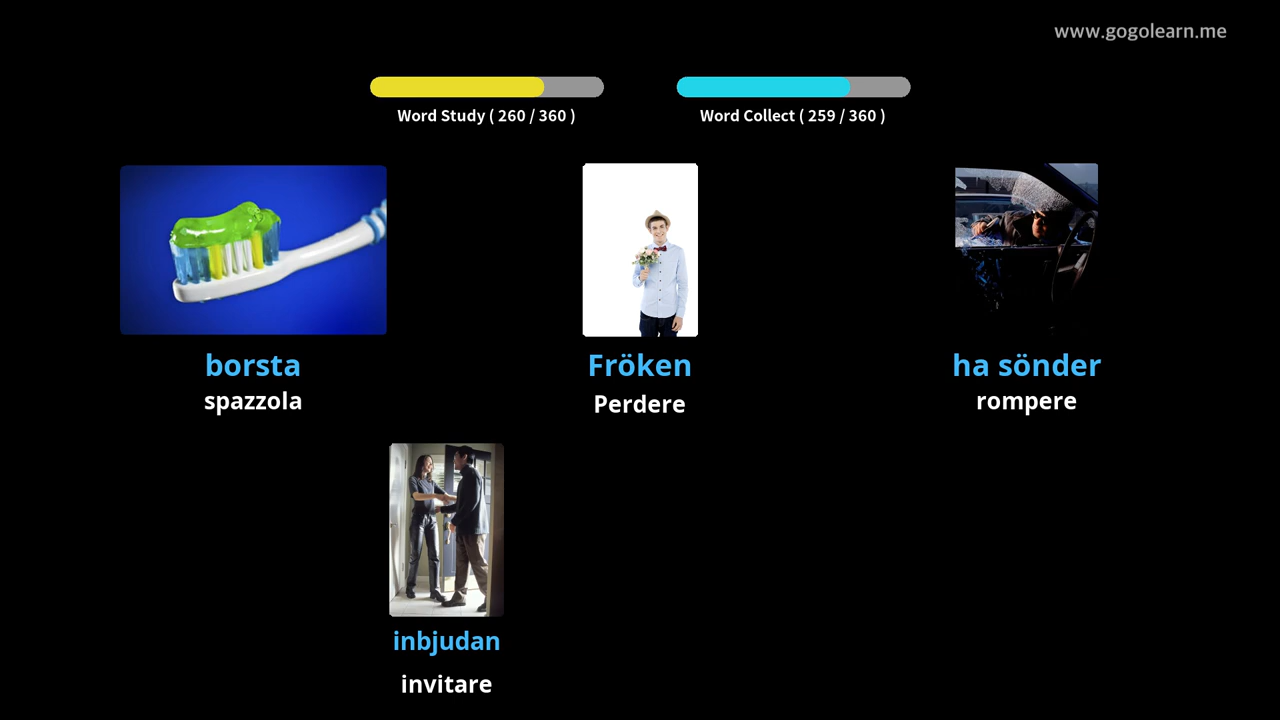 www.gogolearn.me
Word Study ( 260 / 360 )
Word Collect ( 259 / 360 )
borsta
spazzola
Fröken
Perdere
ha sönder
rompere
inbjudan
invitare